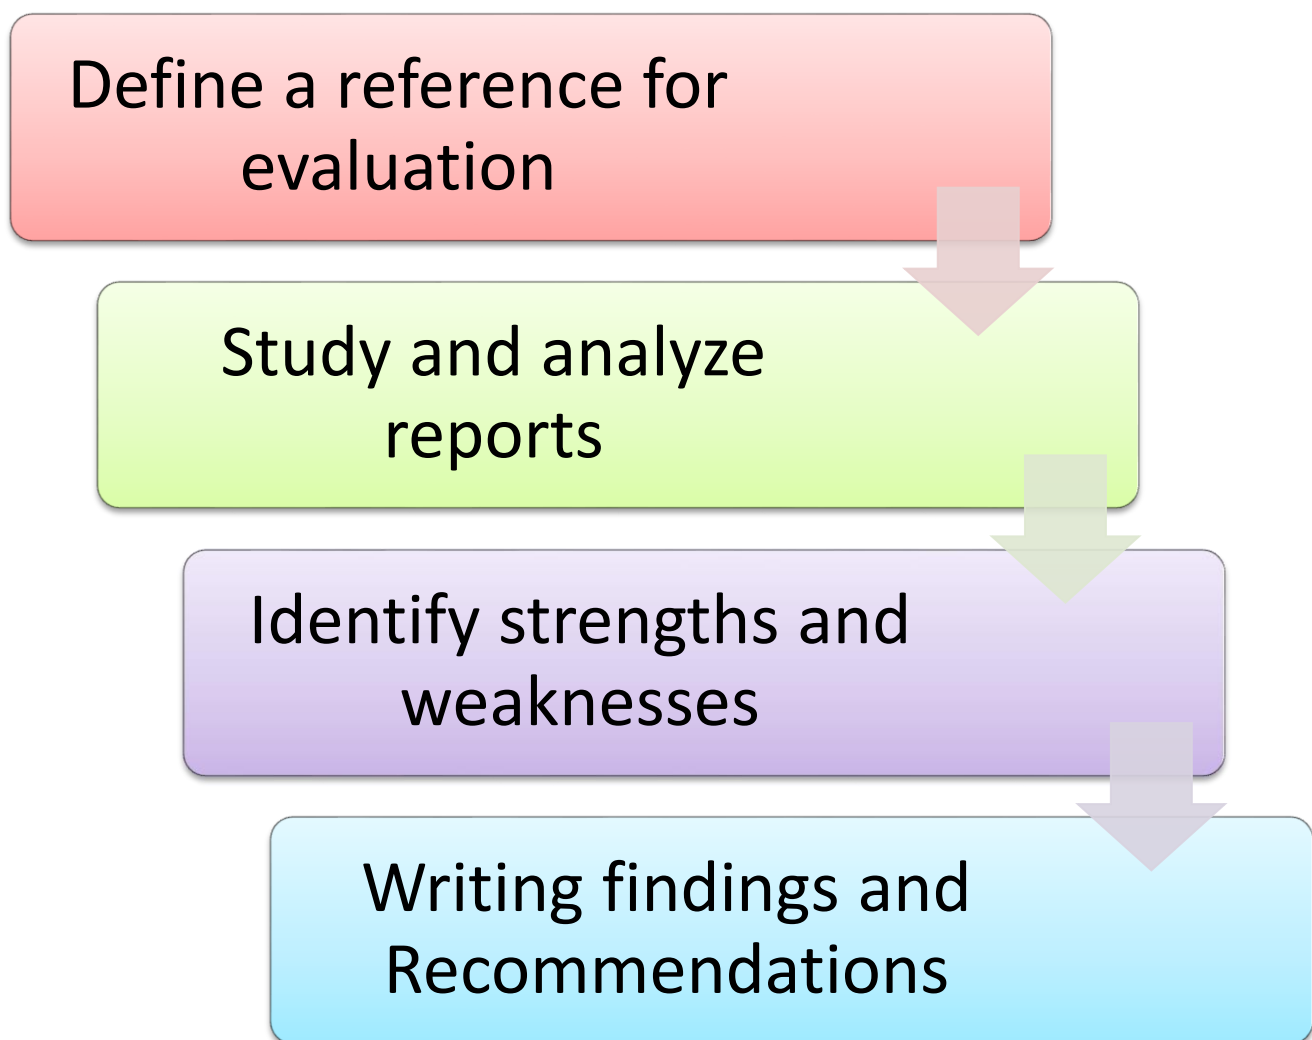 Define a reference for
evaluation
Study and analyze
reports
Identify strengths and
weaknesses
Writing findings and
Recommendations